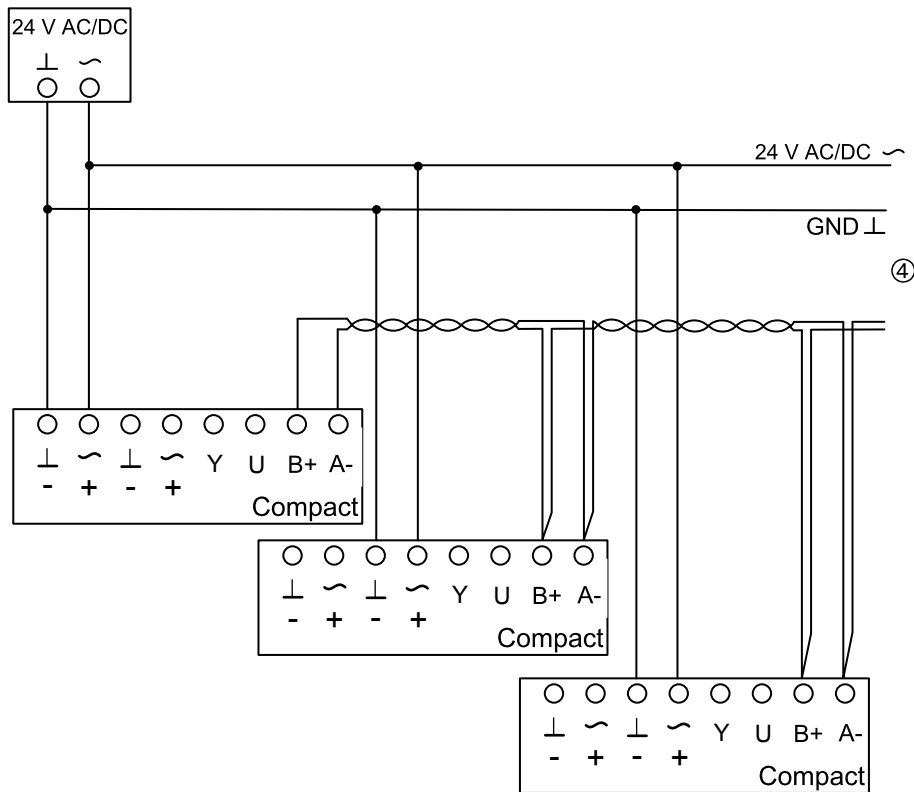 24 V AC/DC
⊥ ~
24 V AC/DC ~
GND ⊥
④
⊥ ~ ⊥ ~ Y U B+ A-
- + - +
Compact
⊥ ~ ⊥ ~ Y U B+ A-
- + - +
Compact
⊥ ~ ⊥ ~ Y U B+ A-
- + - +
Compact